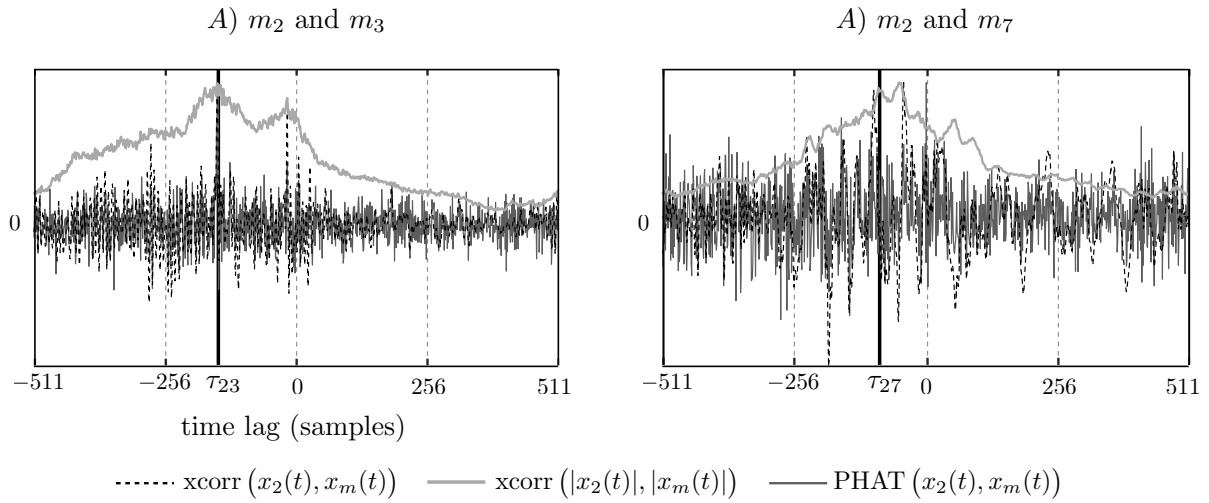 A) m₂ and m₃
A) m₂ and m₇
0
−511
−256
τ₂₃
0
256
511
0
−511
−256
τ₂₇
0
256
511
time lag (samples)
xcorr (x₂(t), xₘ(t))
xcorr (|x₂(t)|, |xₘ(t)|)
PHAT (x₂(t), xₘ(t))